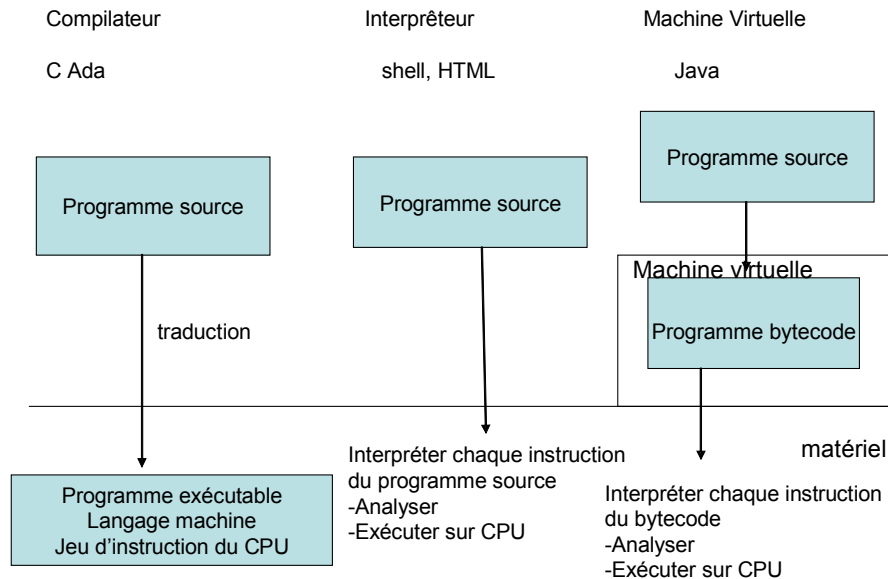 Compilateur
Interprêteur
Machine Virtuelle
C Ada
shell, HTML
Java
Programme source
Programme source
Programme source
Machine virtuelle
traduction
Programme bytecode
matériel
Interpréter chaque instruction
du programme source
-Analyser
-Exécuter sur CPU
Programme exécutable
Langage machine
Jeu d'instruction du CPU
Interpréter chaque instruction
du bytecode
-Analyser
-Exécuter sur CPU